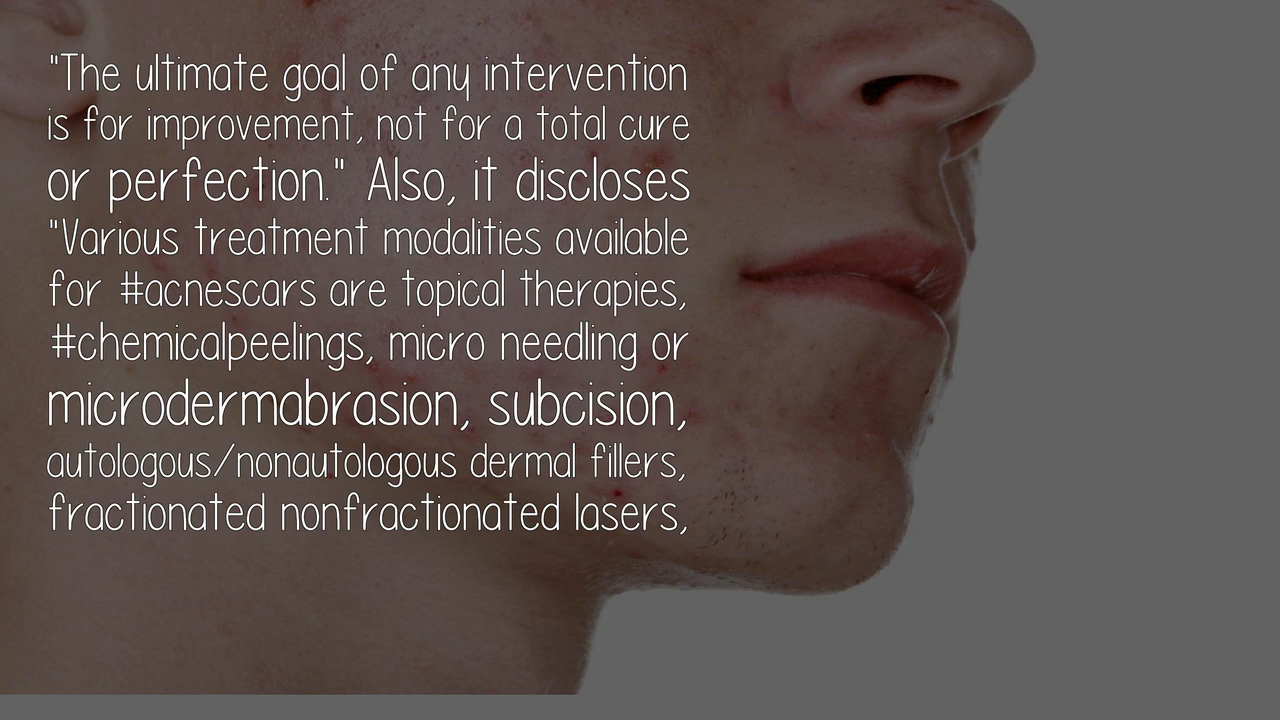 "The ultimate goal of any intervention
is for improvement, not for a total cure
or perfection." Also, it discloses
"Various treatment modalities available
for #acnescars are topical therapies,
#chemicalpeelings, micro needling or
microdermabrasion, subcision,
autologous/nonautologous dermal fillers,
fractionated nonfractionated lasers,